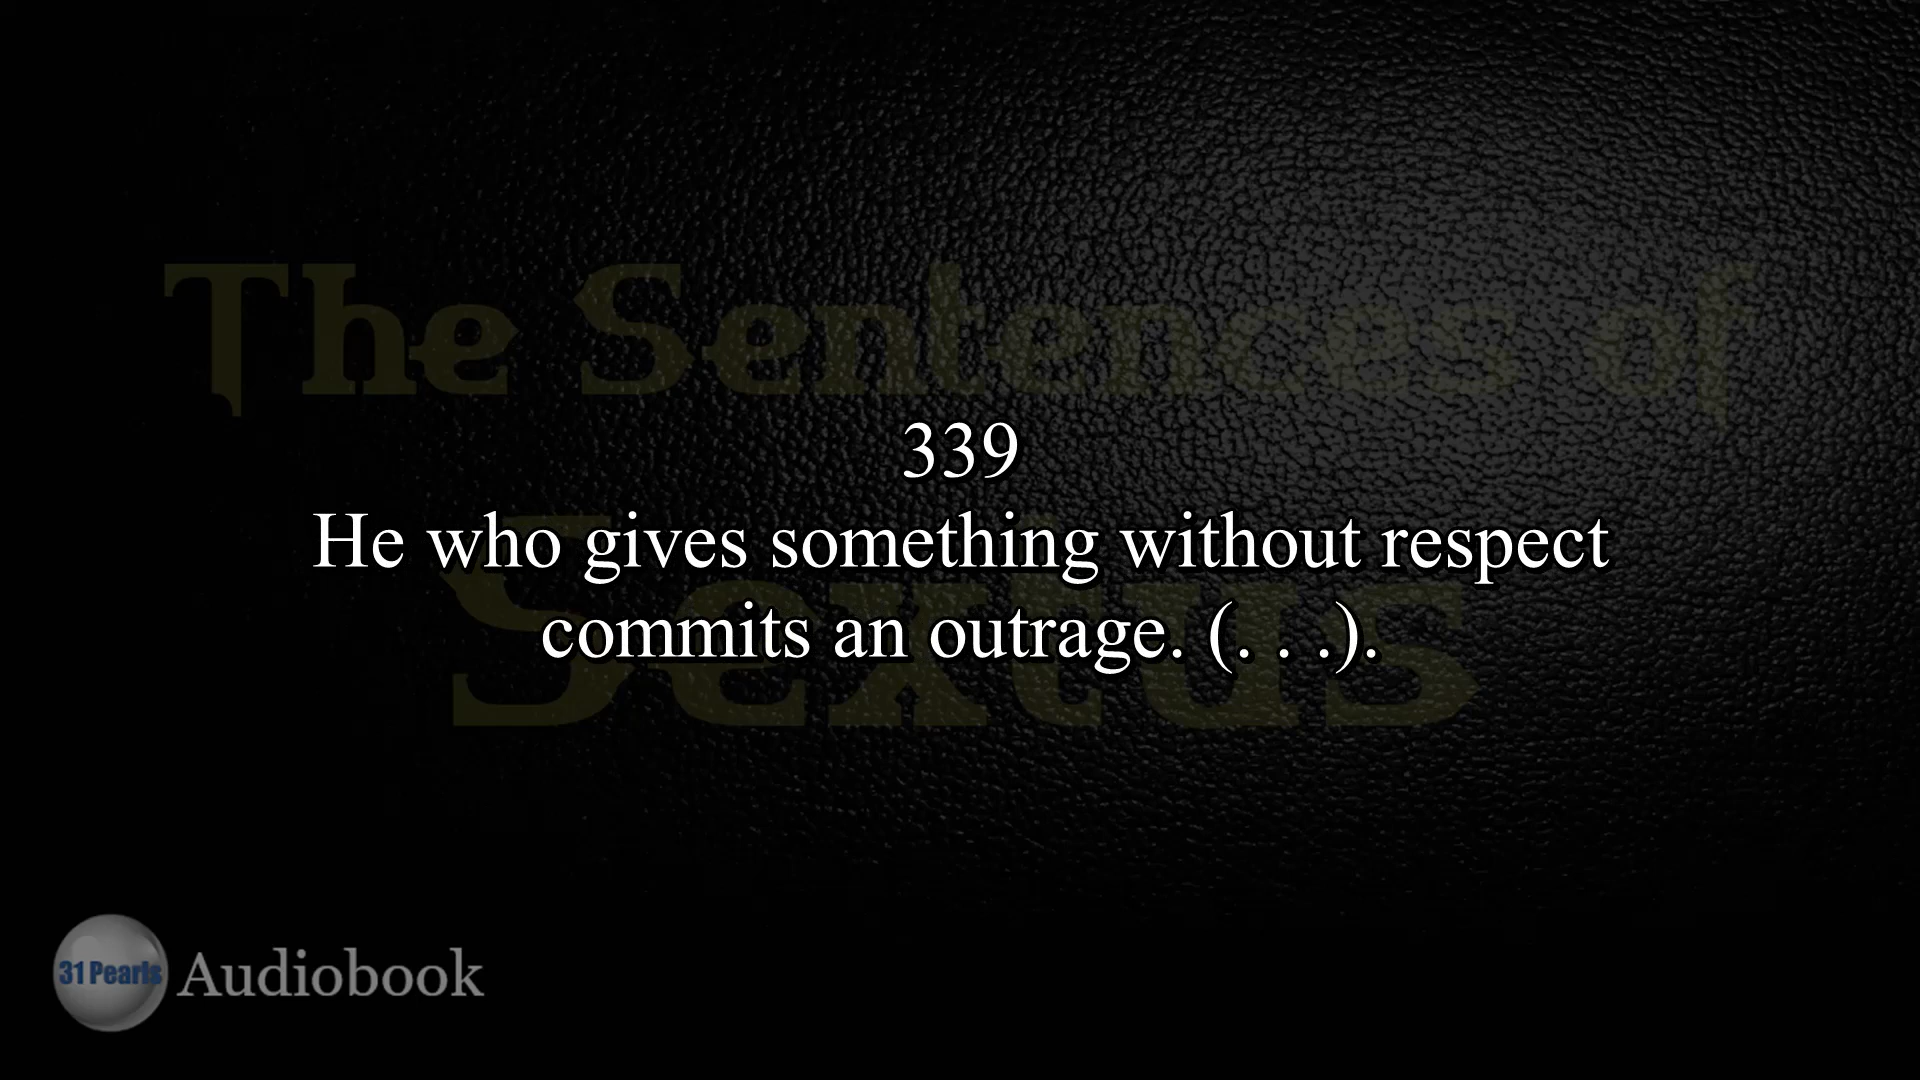 The Sentences of
339
He who gives something without respect
Sextus
commits an outrage. (. . .).
31 Pearls
Audiobook